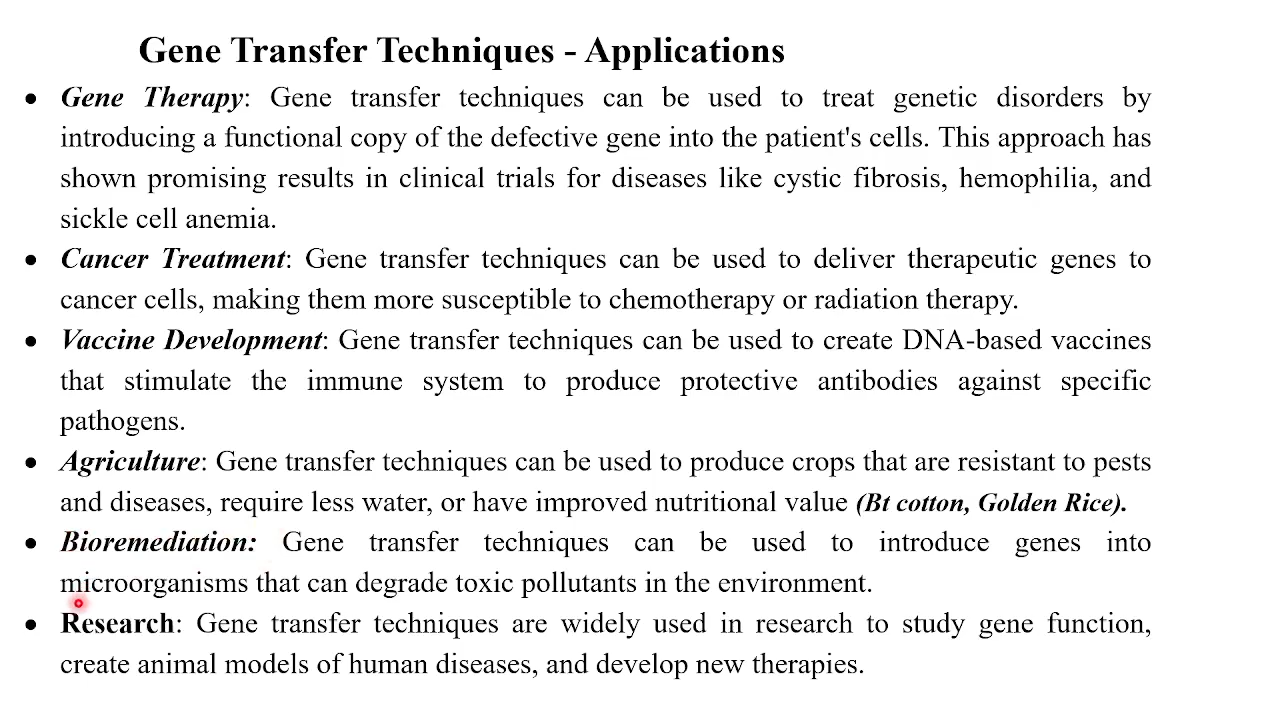 Gene Transfer Techniques - Applications
• Gene Therapy: Gene transfer techniques can be used to treat genetic disorders by
introducing a functional copy of the defective gene into the patient's cells. This approach has
shown promising results in clinical trials for diseases like cystic fibrosis, hemophilia, and
sickle cell anemia.
• Cancer Treatment: Gene transfer techniques can be used to deliver therapeutic genes to
cancer cells, making them more susceptible to chemotherapy or radiation therapy.
• Vaccine Development: Gene transfer techniques can be used to create DNA-based vaccines
that stimulate the immune system to produce protective antibodies against specific
pathogens.
• Agriculture: Gene transfer techniques can be used to produce crops that are resistant to pests
and diseases, require less water, or have improved nutritional value (Bt cotton, Golden Rice).
• Bioremediation: Gene transfer techniques can be used to introduce genes into
microorganisms that can degrade toxic pollutants in the environment.
• Research: Gene transfer techniques are widely used in research to study gene function,
create animal models of human diseases, and develop new therapies.